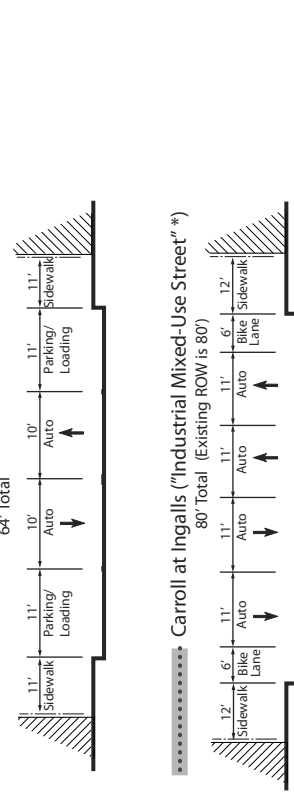 64' Total
11' 11' 10' 10' 11' 11'
Sidewalk Parking/ Auto Auto Parking/ Sidewalk
Loading Loading
Carroll at Ingalls ("Industrial Mixed-Use Street" *)
80' Total (Existing ROW is 80')
12' 6' 11' 11' 11' 11' 6' 12'
Sidewalk Bike Auto Auto Auto Auto Bike Sidewalk
Lane Lane